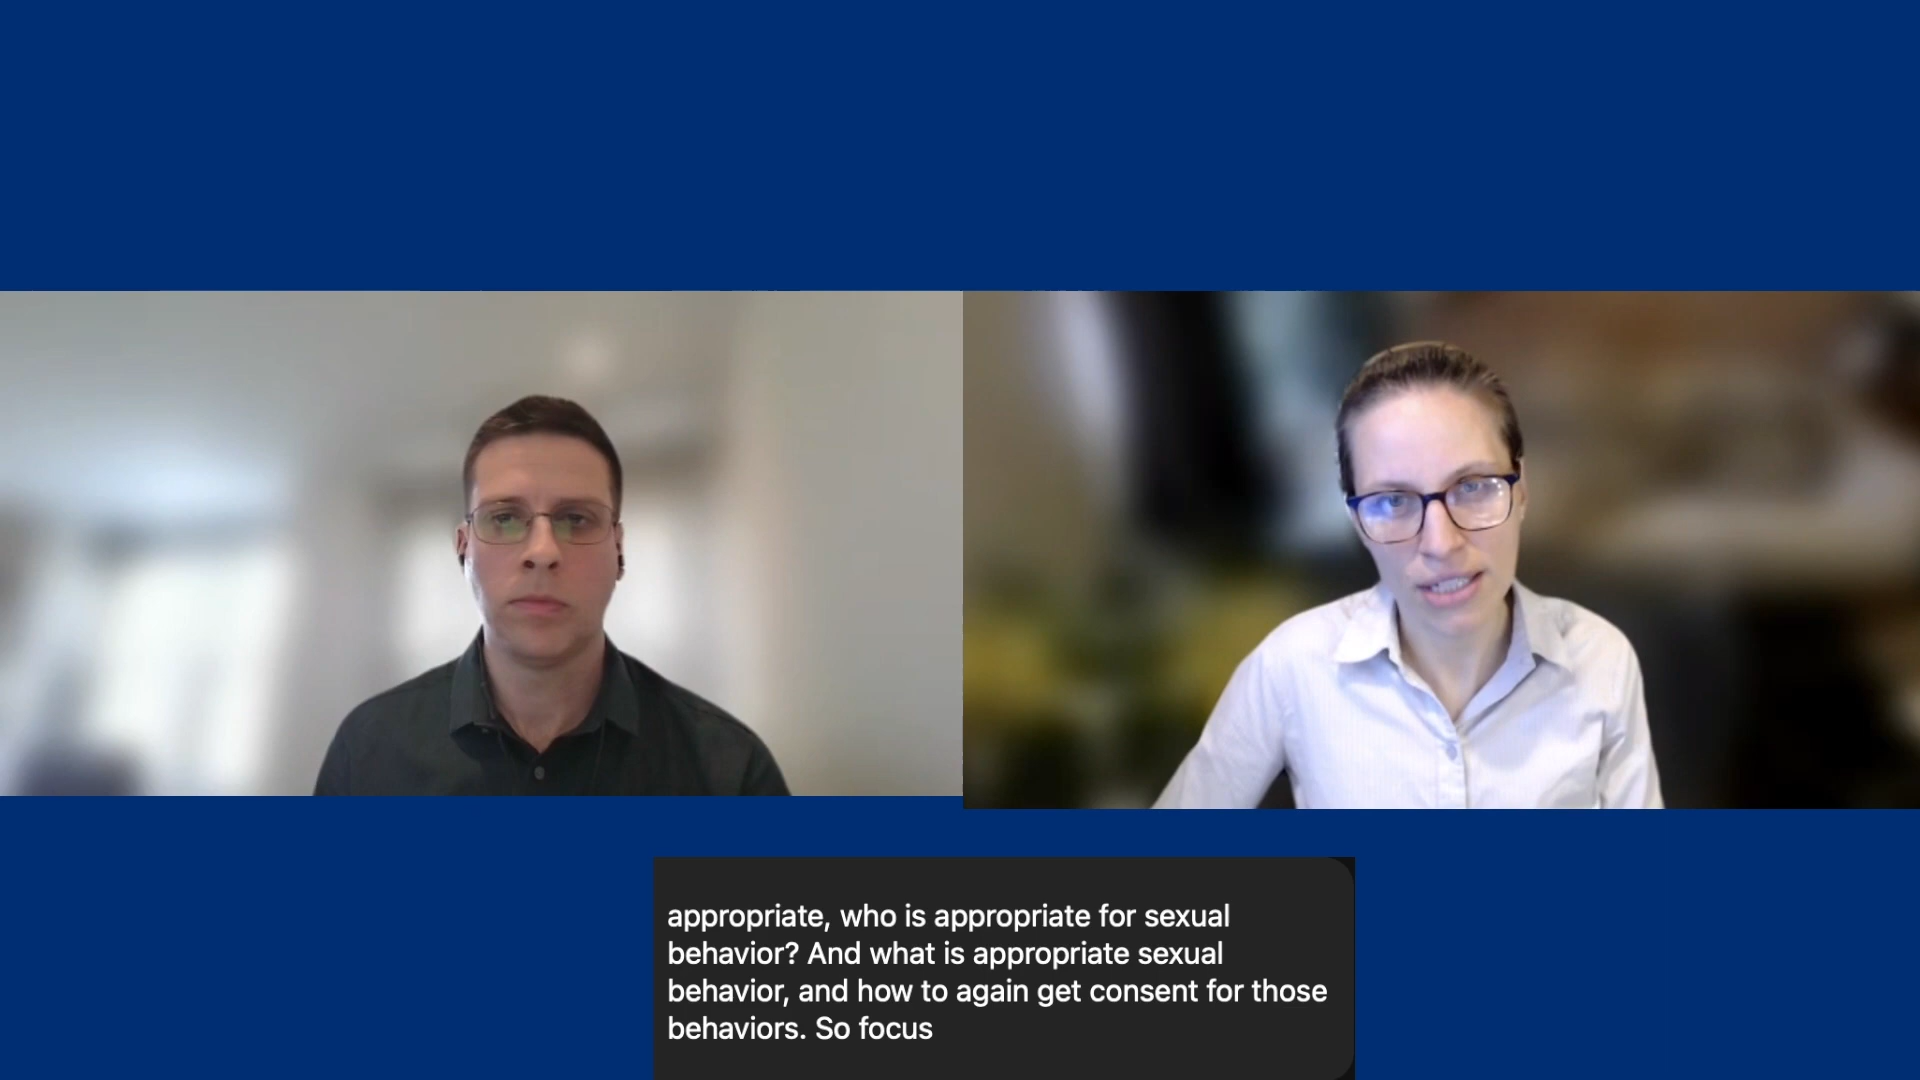 appropriate, who is appropriate for sexual
behavior? And what is appropriate sexual
behavior, and how to again get consent for those
behaviors. So focus